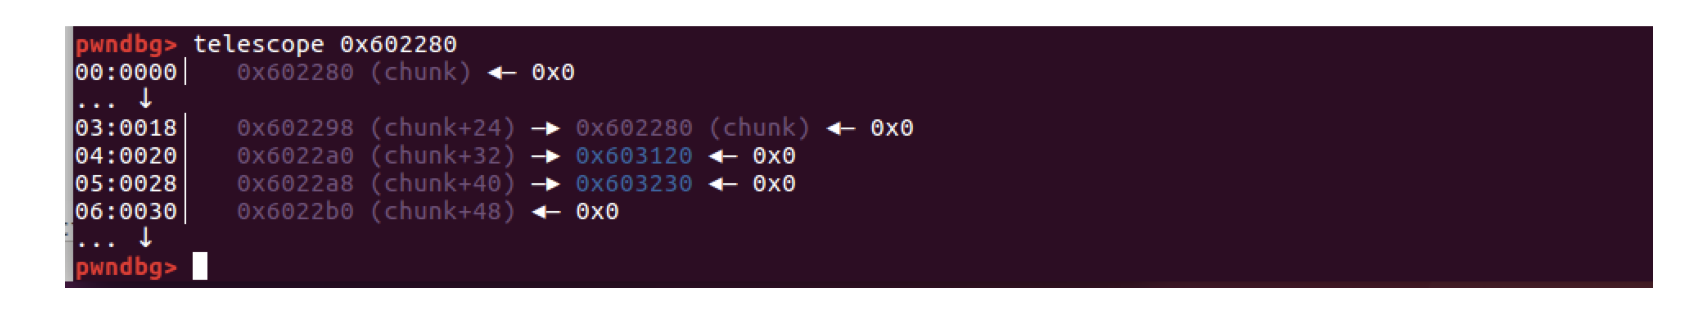 pwndbg> telescope 0x602280
00:0000│   0x602280 (chunk) ◂— 0x0
... ↓
03:0018│   0x602298 (chunk+24) —▸ 0x602280 (chunk) ◂— 0x0
04:0020│   0x6022a0 (chunk+32) —▸ 0x603120 ◂— 0x0
05:0028│   0x6022a8 (chunk+40) —▸ 0x603230 ◂— 0x0
06:0030│   0x6022b0 (chunk+48) ◂— 0x0
... ↓
pwndbg>